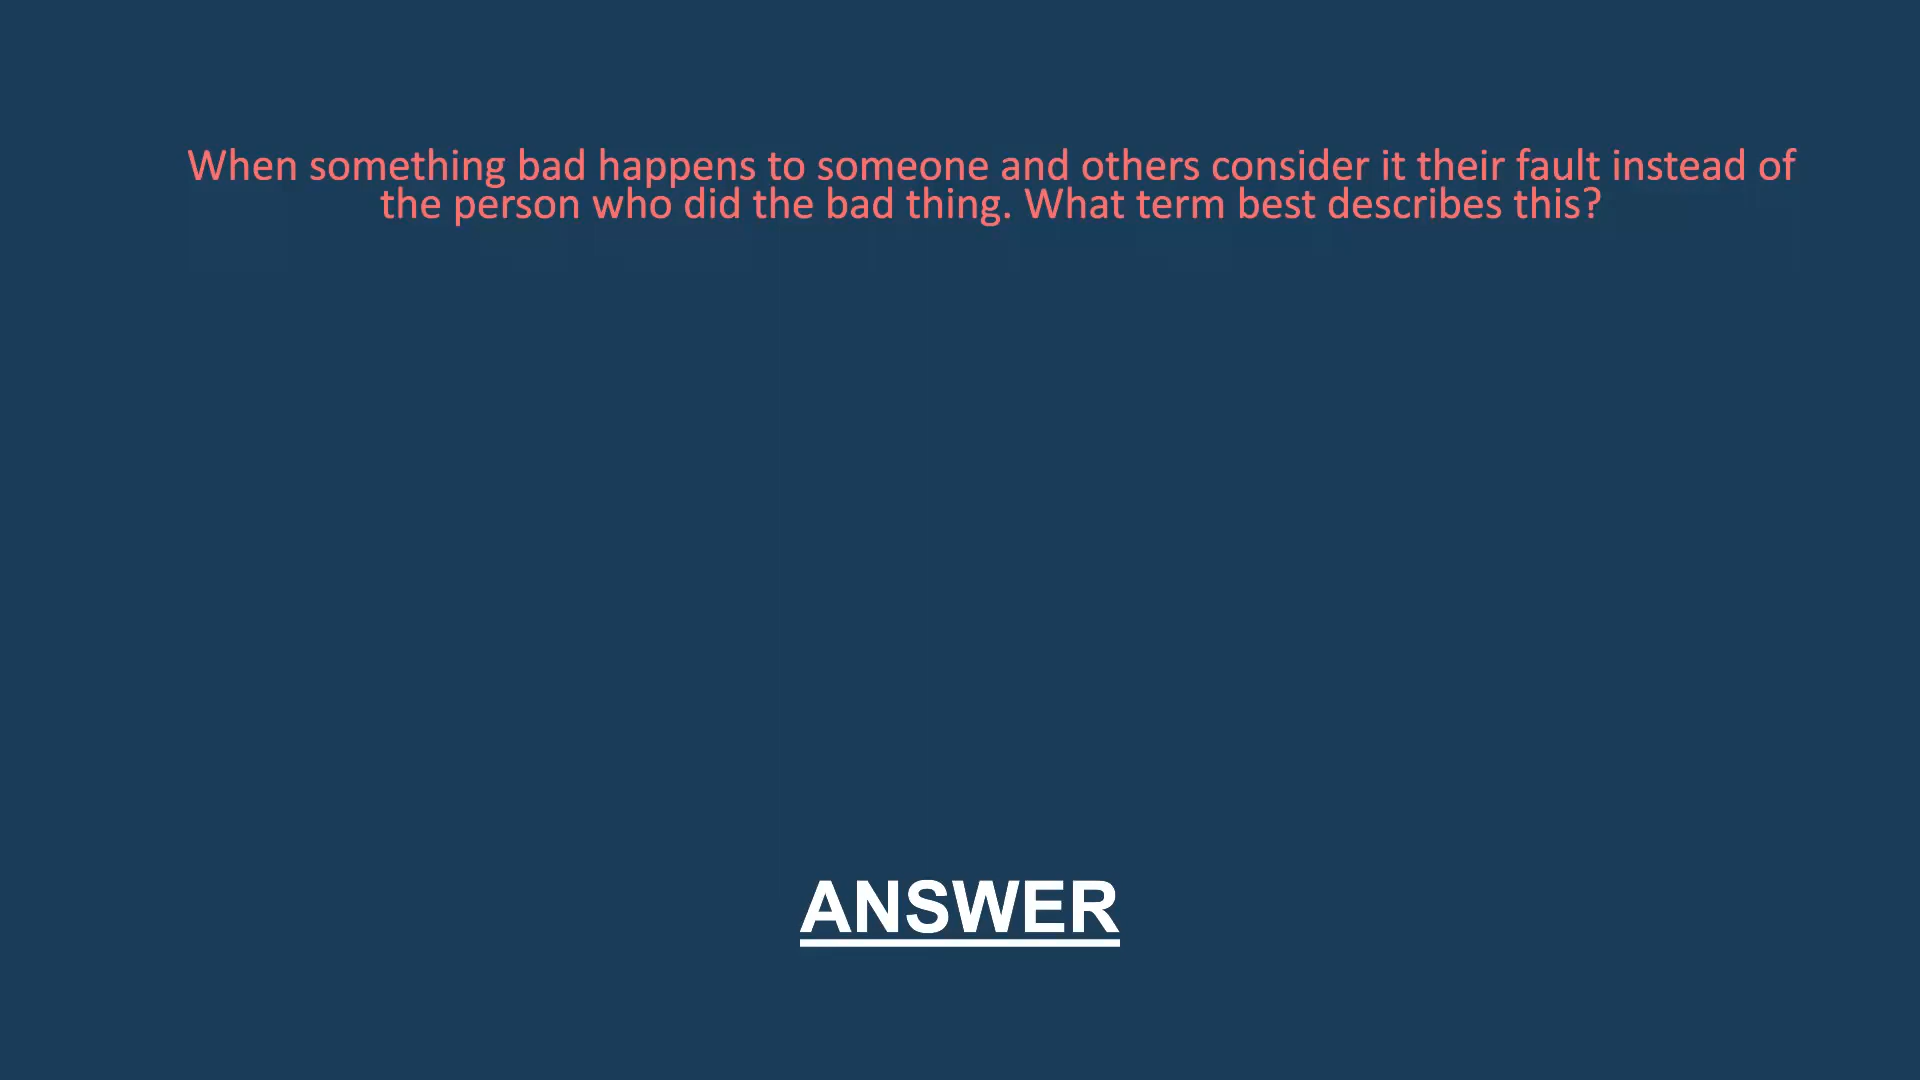 When something bad happens to someone and others consider it their fault instead of
the person who did the bad thing. What term best describes this?
ANSWER